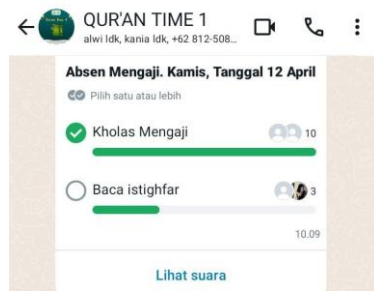 QUR'AN TIME 1
alwi ldk, kania ldk, +62 812-508...
Absen Mengaji. Kamis, Tanggal 12 April
Pilih satu atau lebih
Kholas Mengaji
10
Baca istighfar
3
10.09
Lihat suara